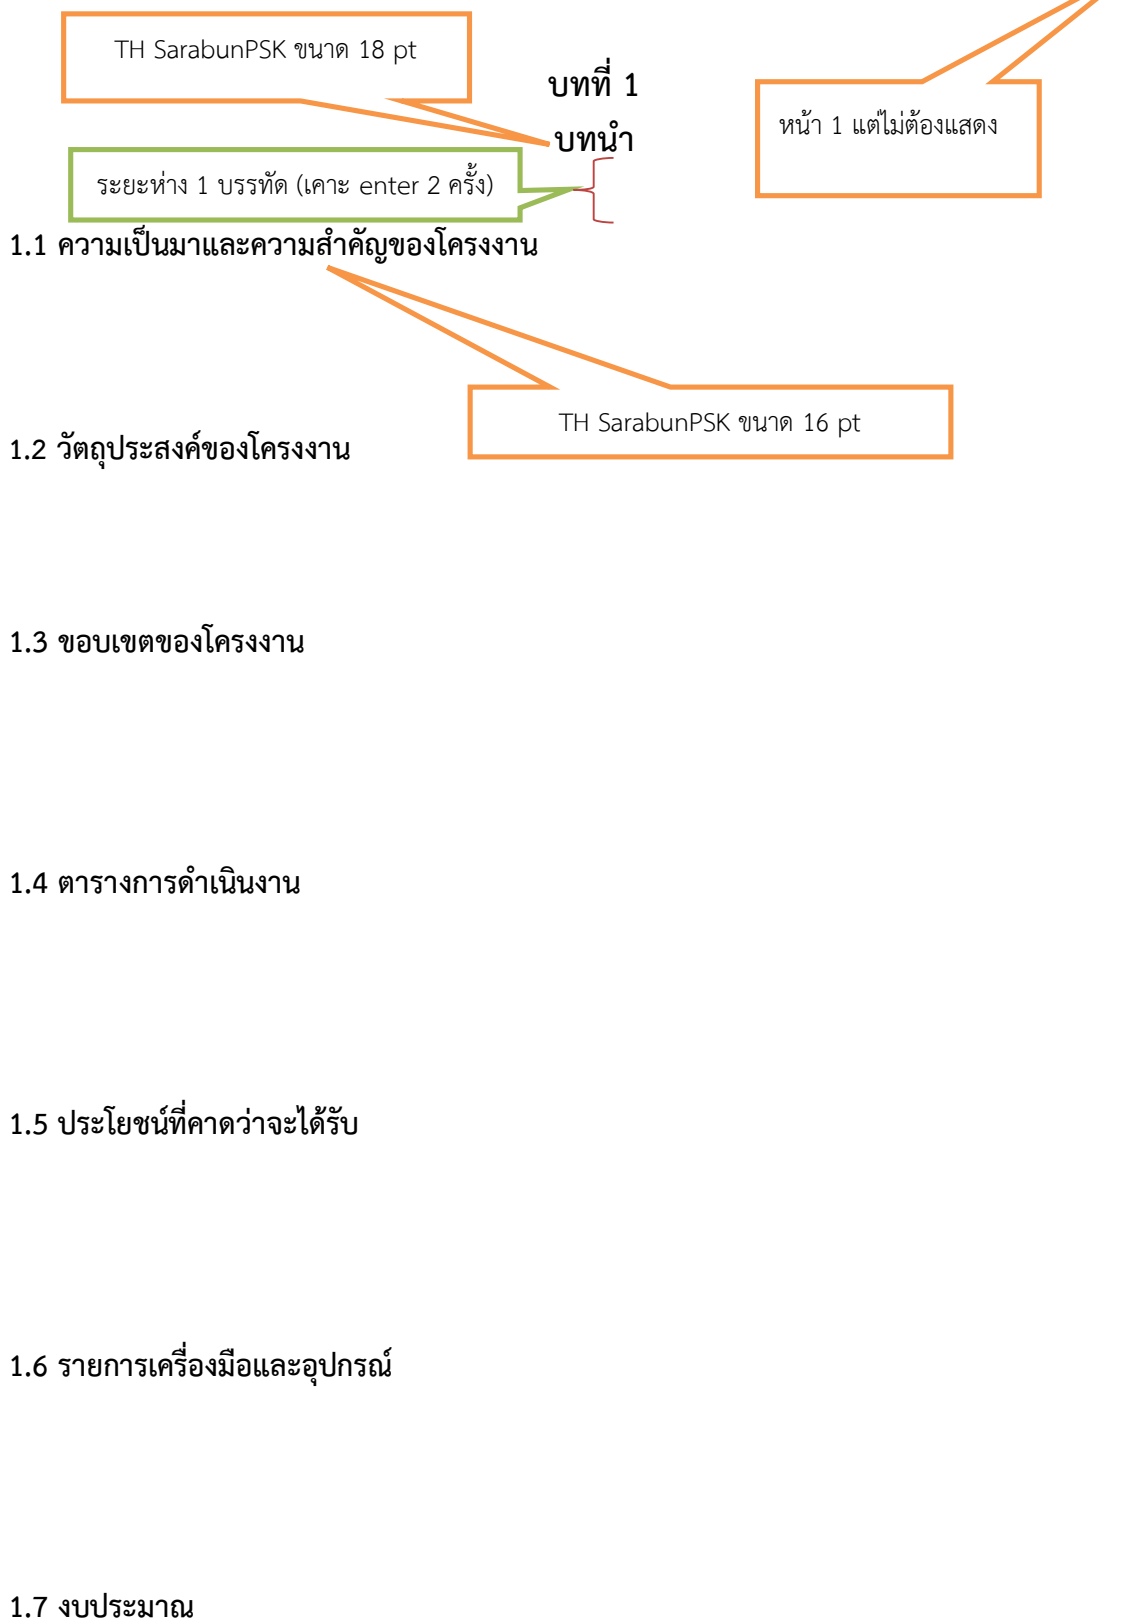 TH SarabunPSK ขนาด 18 pt
บทที่ 1
หน้า 1 แต่ไม่ต้องแสดง
บทนำ
ระยะห่าง 1 บรรทัด (เคาะ enter 2 ครั้ง)
1.1 ความเป็นมาและความสำคัญของโครงงาน
TH SarabunPSK ขนาด 16 pt
1.2 วัตถุประสงค์ของโครงงาน
1.3 ขอบเขตของโครงงาน
1.4 ตารางการดำเนินงาน
1.5 ประโยชน์ที่คาดว่าจะได้รับ
1.6 รายการเครื่องมือและอุปกรณ์
1.7 งบประมาณ